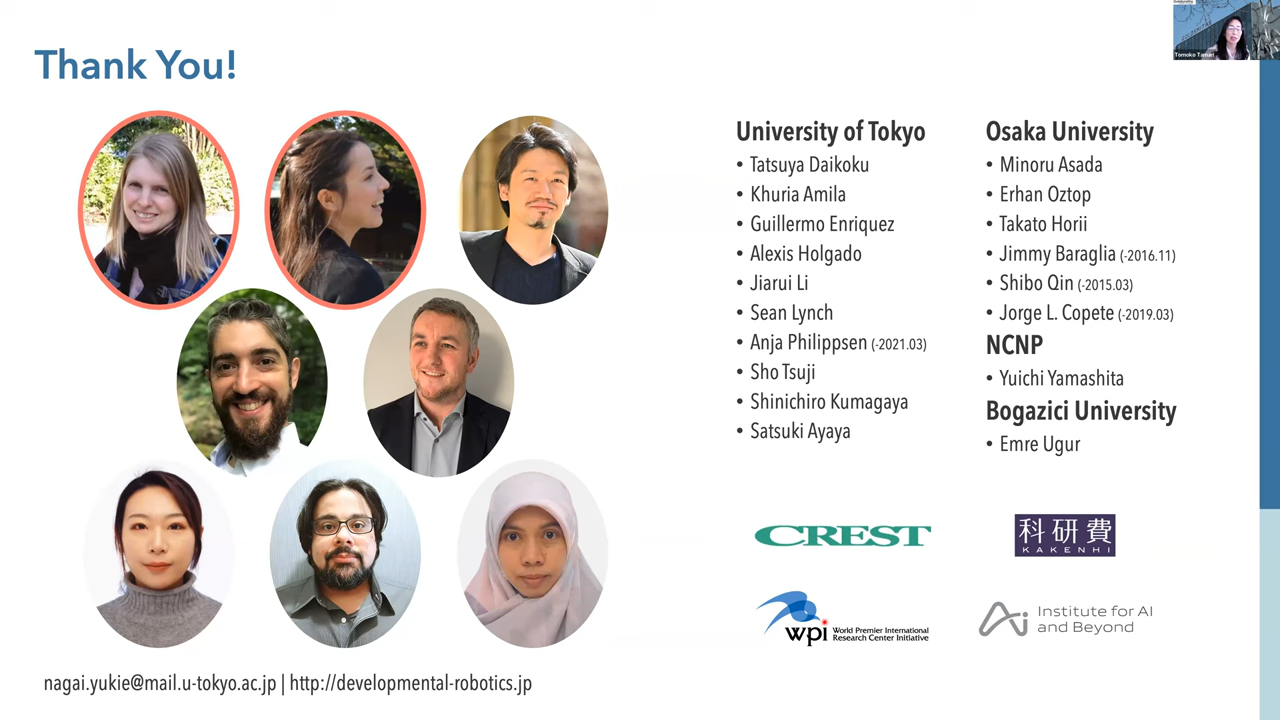 Thank You!
Tomoko Tamari
University of Tokyo
• Tatsuya Daikoku
• Khuria Amila
• Guillermo Enriquez
• Alexis Holgado
• Jiarui Li
• Sean Lynch
• Anja Philippsen (-2021.03)
• Sho Tsuji
• Shinichiro Kumagaya
• Satsuki Ayaya
Osaka University
• Minoru Asada
• Erhan Oztop
• Takato Horii
• Jimmy Baraglia (-2016.11)
• Shibo Qin (-2015.03)
• Jorge L. Copete (-2019.03)
NCNP
• Yuichi Yamashita
Bogazici University
• Emre Ugur
CREST
科研費
KAKENHI
wpi World Premier International
Research Center Initiative
Ai Institute for AI
and Beyond
nagai.yukie@mail.u-tokyo.ac.jp | http://developmental-robotics.jp